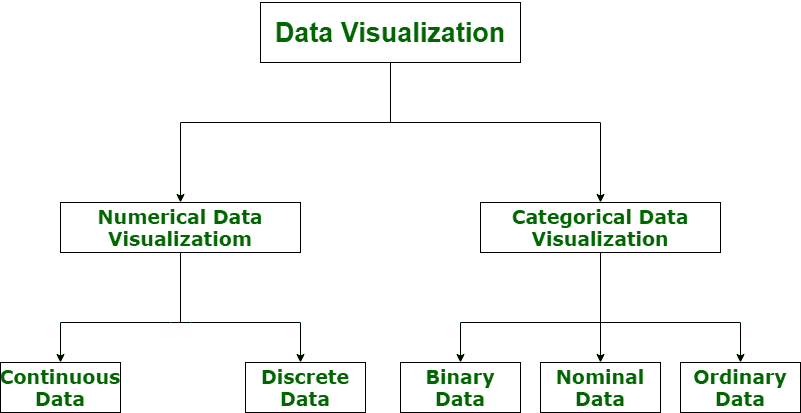 Data Visualization
Numerical Data
Visualizatiom
Categorical Data
Visualization
Continuous
Data
Discrete
Data
Binary
Data
Nominal
Data
Ordinary
Data